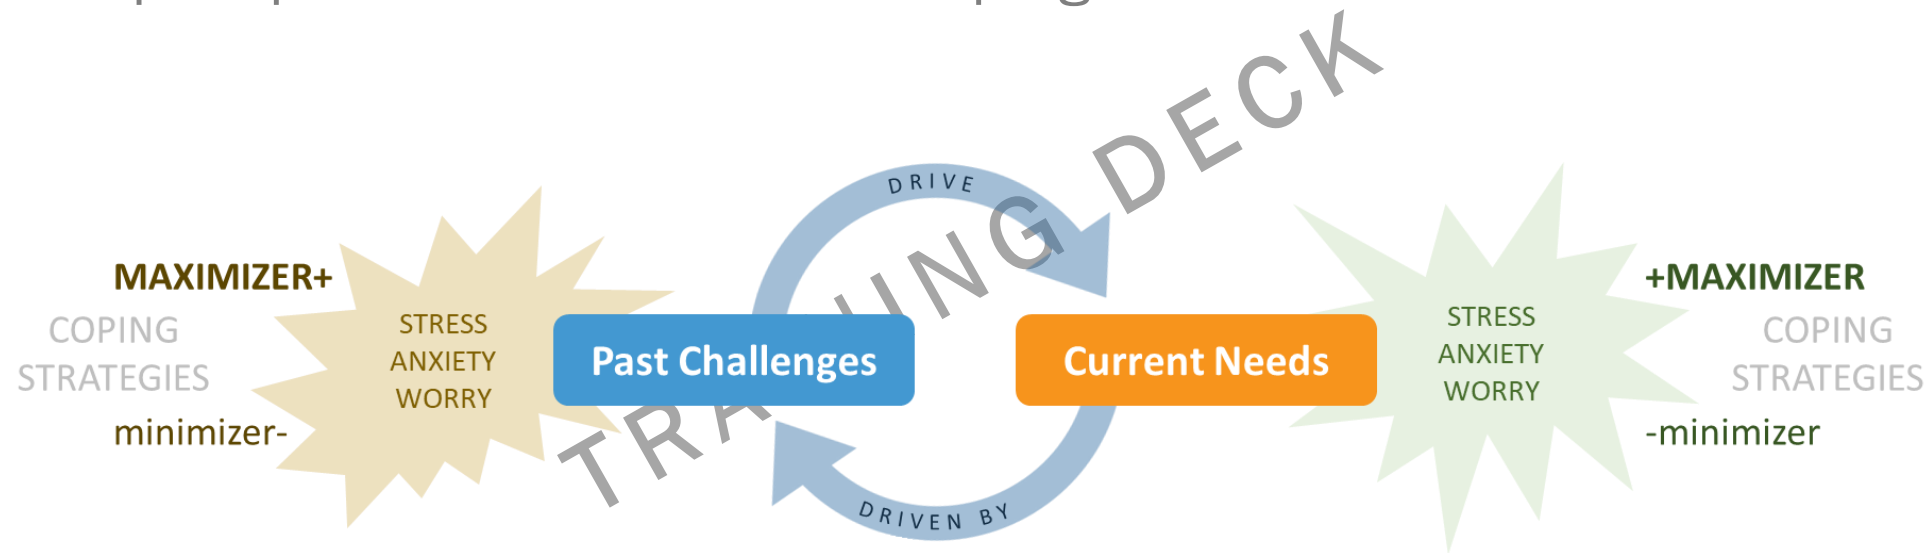 TRAINING DECK
DRIVE
MAXIMIZER+
COPING
STRATEGIES
minimizer-
STRESS
ANXIETY
WORRY
Past Challenges
Current Needs
STRESS
ANXIETY
WORRY
+MAXIMIZER
COPING
STRATEGIES
-minimizer
DRIVEN BY